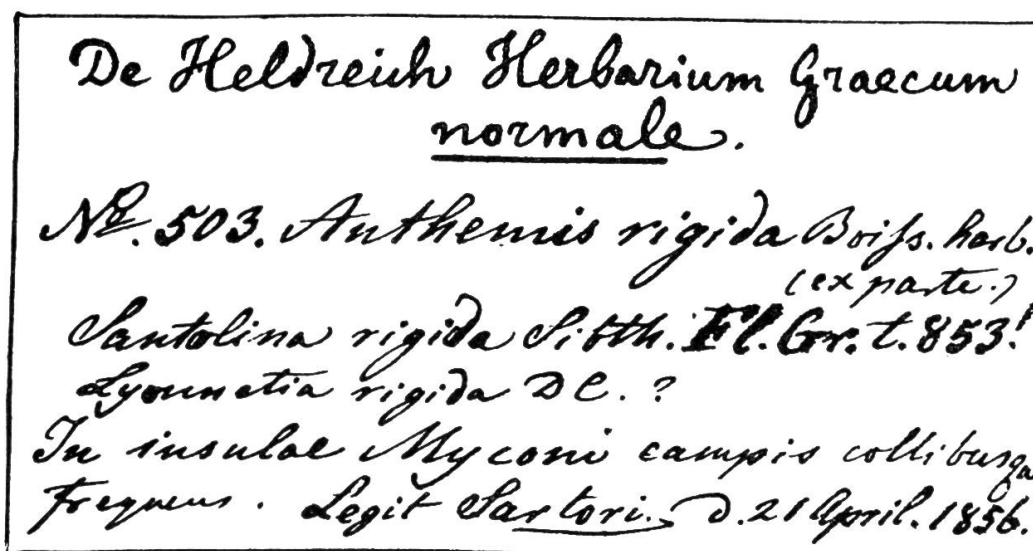 De Heldreich Herbarium Graecum
normale.
No. 503. Anthemis rigida Boiss. herb.
(ex parte.)
Santolina rigida Sibth. Fl. Gr. t. 853!
Lyonnetia rigida DC. ?
In insulae Myconi campis collibusq
frequens. Legit Sartori. d. 21 April. 1856.